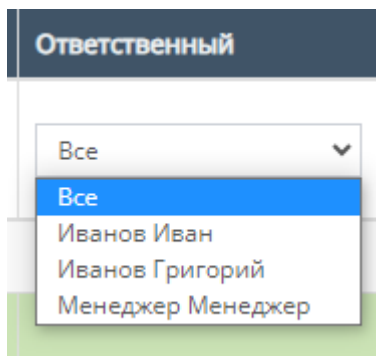 Ответственный
Все
Все
Иванов Иван
Иванов Григорий
Менеджер Менеджер